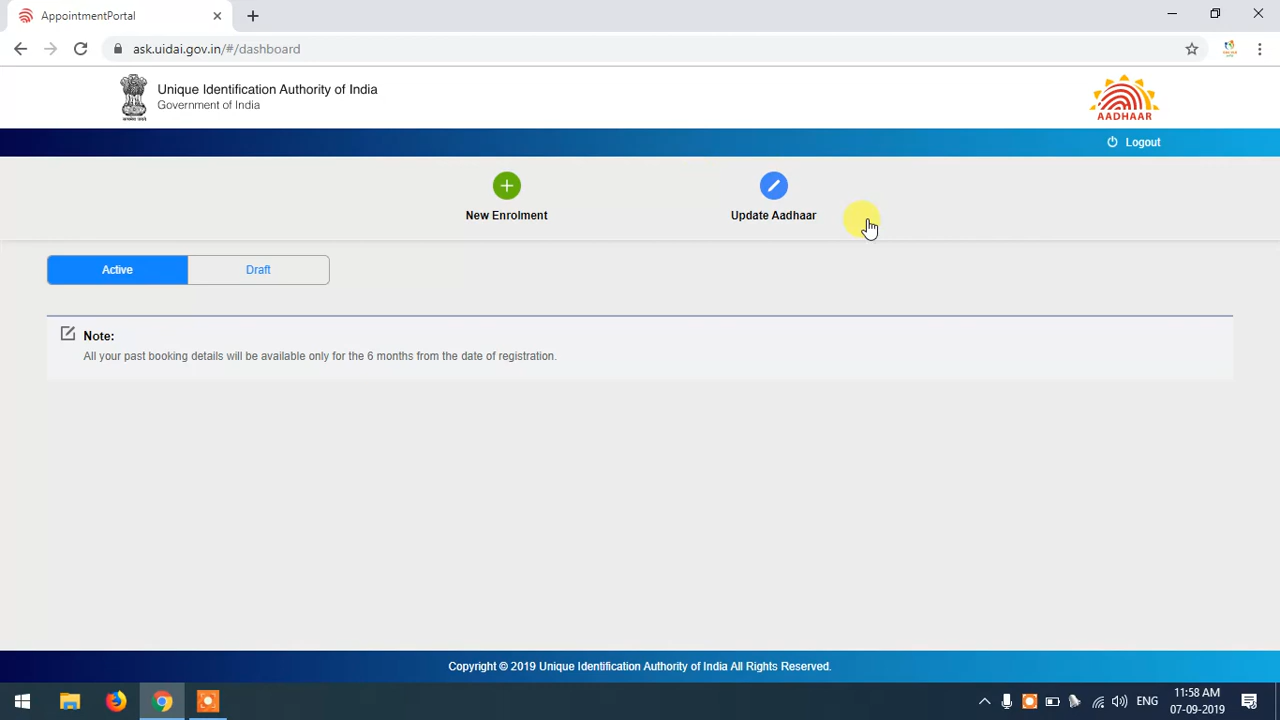 AppointmentPortal
ask.uidai.gov.in/#/dashboard
Unique Identification Authority of India
Government of India
AADHAAR
Logout
New Enrolment
Update Aadhaar
Active
Draft
Note:
All your past booking details will be available only for the 6 months from the date of registration.
Copyright © 2019 Unique Identification Authority of India All Rights Reserved.
ENG
11:58 AM
07-09-2019